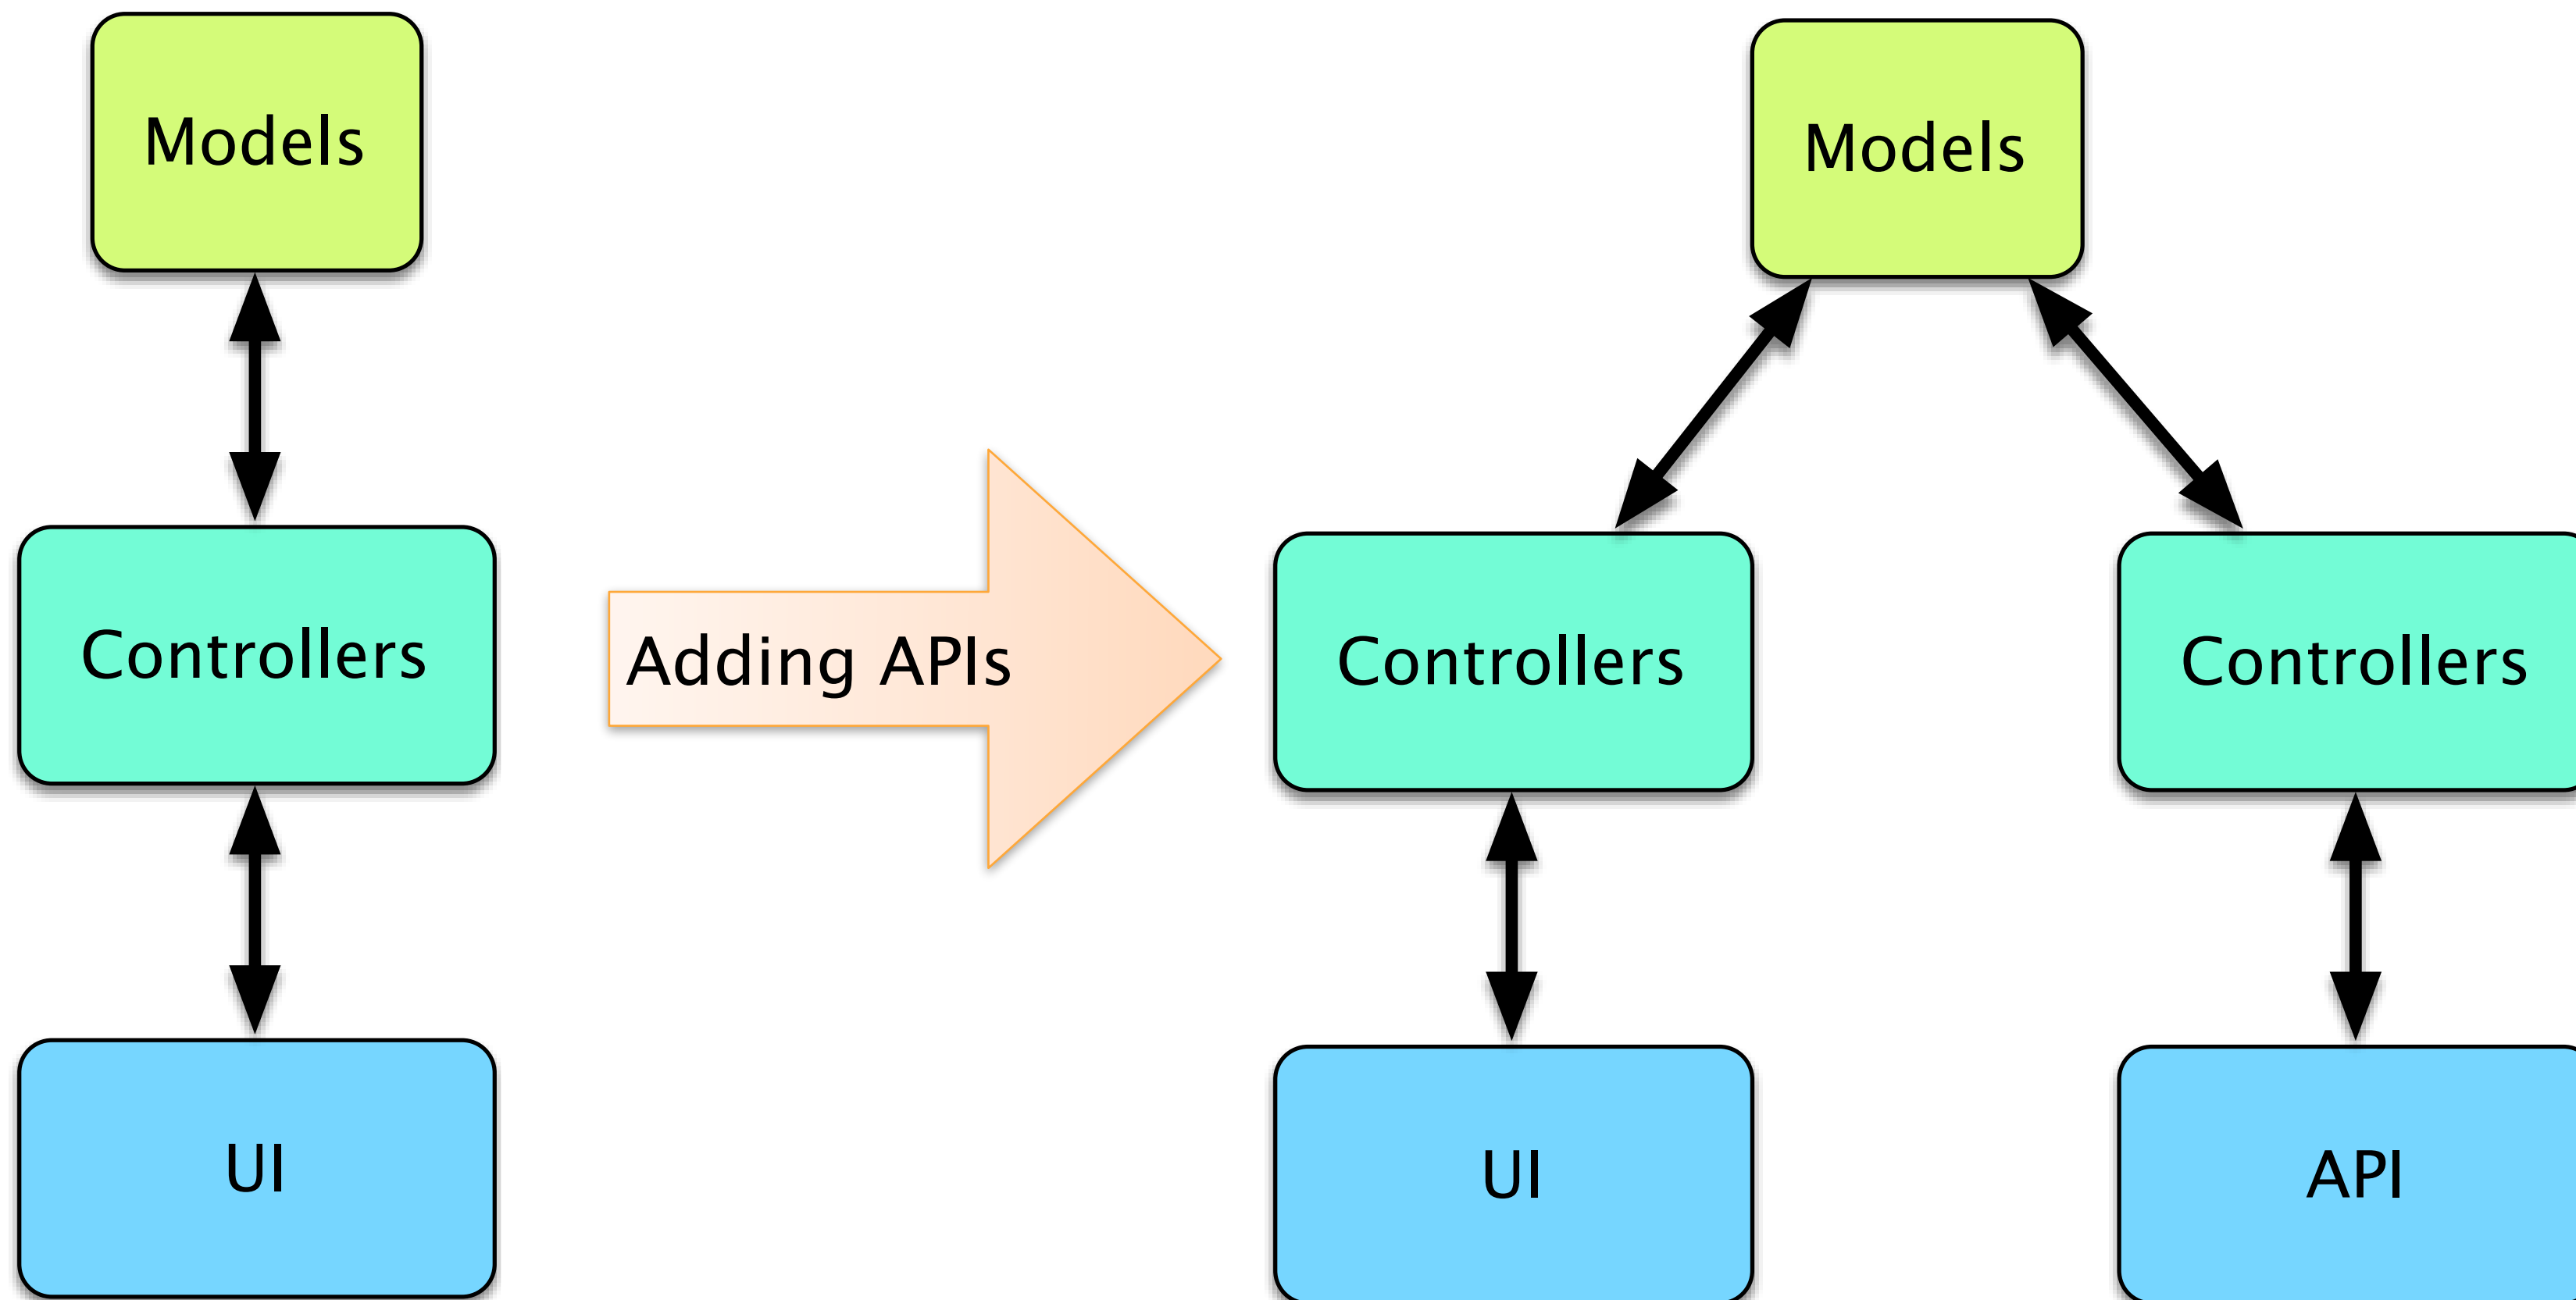 Models
Controllers
UI
Adding APIs
Models
Controllers
Controllers
UI
API